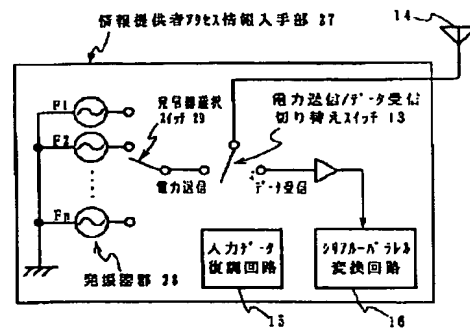 情報提供者アクセス情報入手部 37
14
F1
F2
Fn
発信器選択
スイッチ 39
電力送信/データ受信
切り替えスイッチ 13
電力送信
データ受信
入力データ
復調回路
シリアル-パラレル
変換回路
発振器群 38
15
16